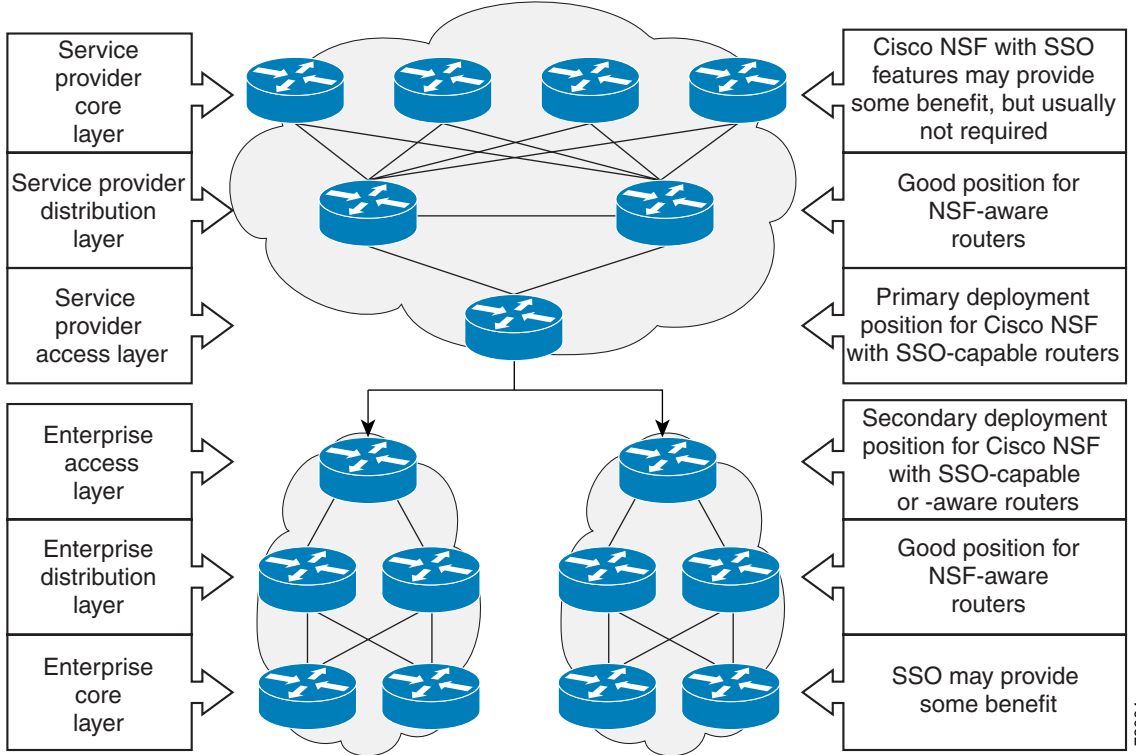 Service
provider
core
layer
Cisco NSF with SSO
features may provide
some benefit, but usually
not required
Service provider
distribution
layer
Good position for
NSF-aware
routers
Service
provider
access layer
Primary deployment
position for Cisco NSF
with SSO-capable routers
Enterprise
access
layer
Secondary deployment
position for Cisco NSF
with SSO-capable
or -aware routers
Enterprise
distribution
layer
Good position for
NSF-aware
routers
Enterprise
core
layer
SSO may provide
some benefit